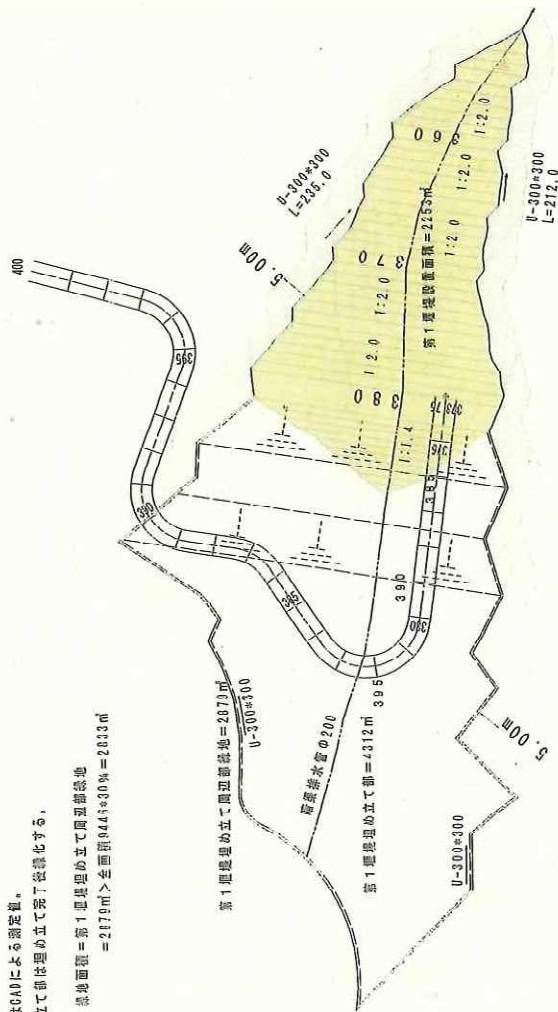 はCADによる測定値。
立て部は埋め立て完了後緑化する。
緑地面積=第1堰堤埋め立て周辺部緑地
=2879㎡>全面積9444*30%=2833㎡
第1堰堤埋め立て周辺部緑地=2879㎡
U-300*300
暗渠排水管Φ200
第1堰堤埋め立て部=4312㎡
U-300*300
5.00m
400
395
390
385
380
395
390
385
376
375
373
U-300*300
L=235.0
5.00m
380
370
360
1:1.4
1:2.0
1:2.0
1:2.0
1:2.0
1:2.0
第1堰堤設置面積=2253㎡
U-300*300
L=212.0